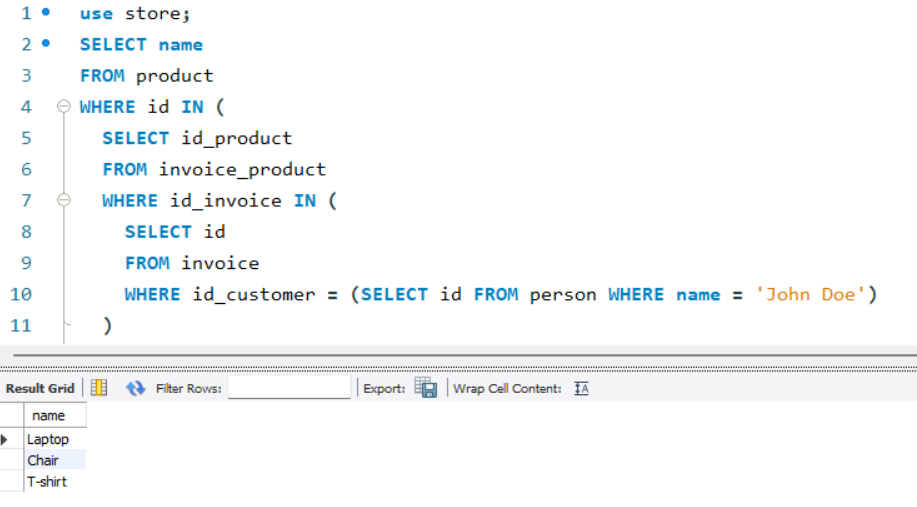 1 use store;
2 SELECT name
3 FROM product
4 WHERE id IN (
5 SELECT id_product
6 FROM invoice_product
7 WHERE id_invoice IN (
8 SELECT id
9 FROM invoice
10 WHERE id_customer = (SELECT id FROM person WHERE name = 'John Doe')
11 )
Result Grid Filter Rows: Export: Wrap Cell Content: IA
name
Laptop
Chair
T-shirt